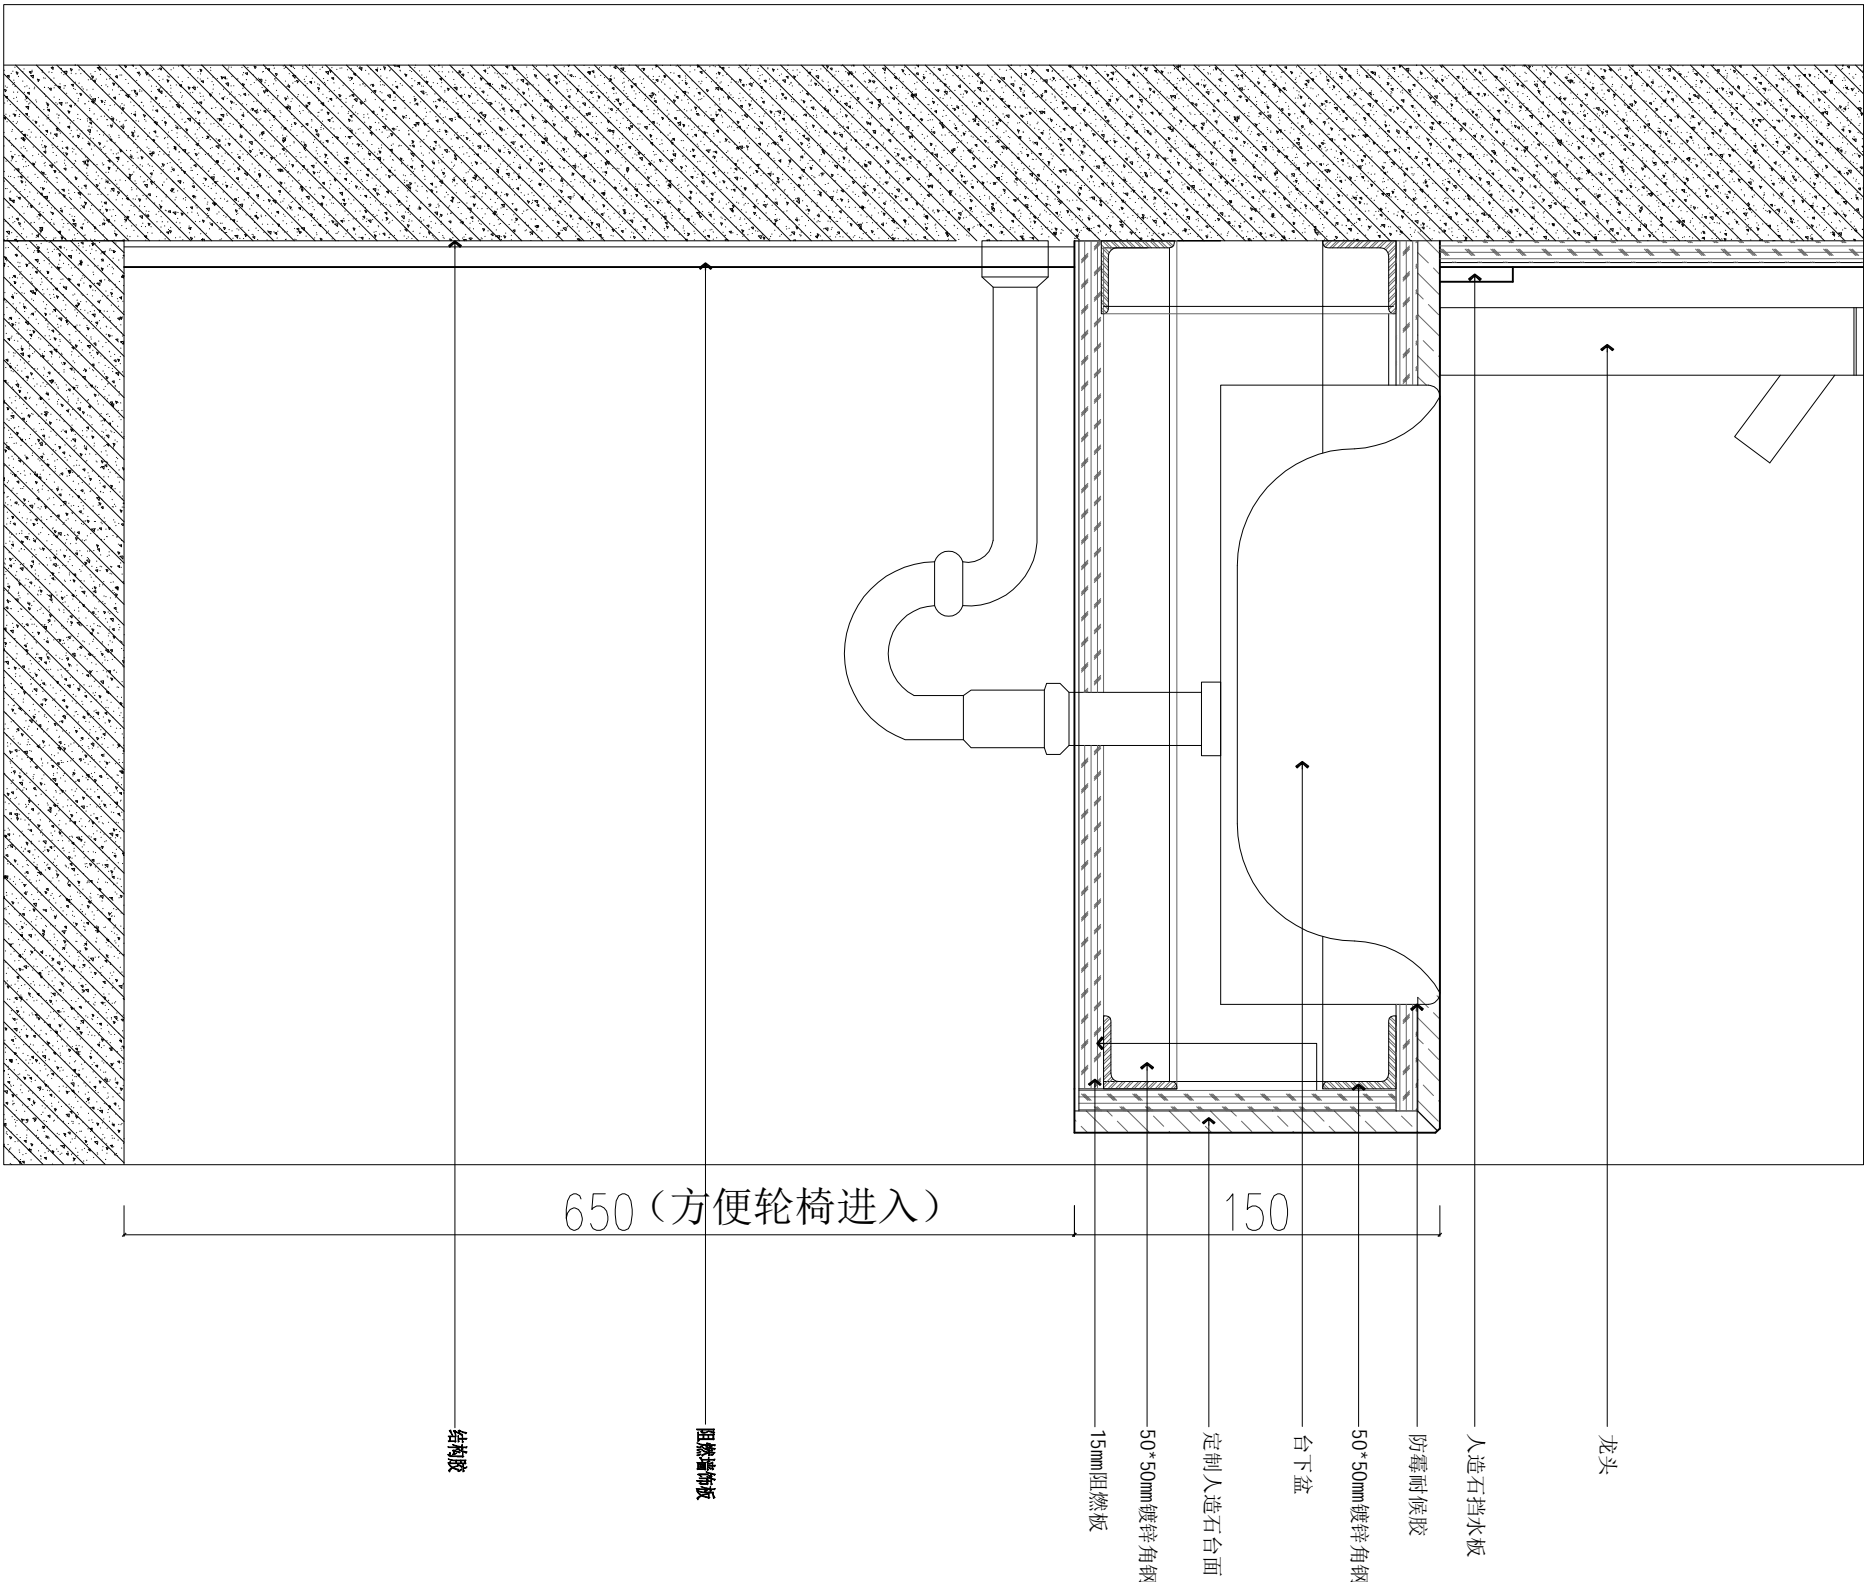 650（方便轮椅进入）
150
龙头
人造石挡水板
防霉耐候胶
50*50mm镀锌角钢
台下盆
定制人造石台面
50*50mm镀锌角钢
15mm阻燃板
阻燃墙饰板
结构胶